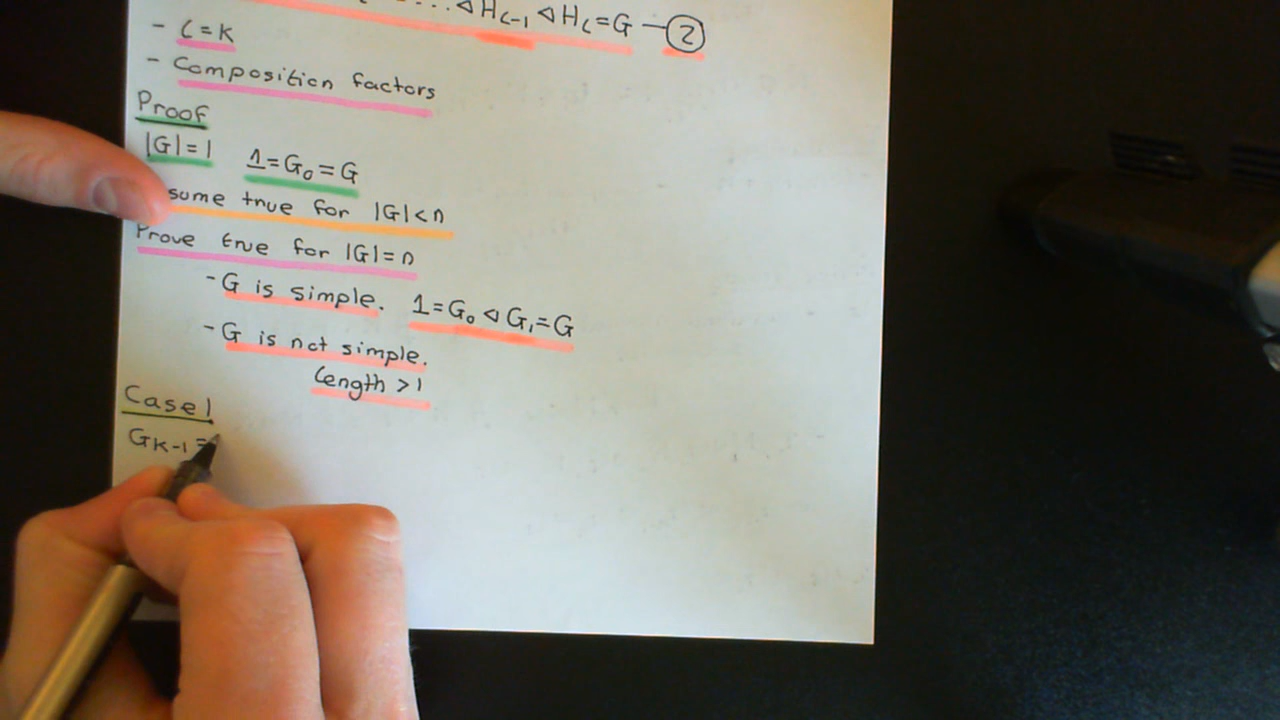 ...◁H_{L-1}◁H_L=G —②
- L=K
- Composition factors
Proof
|G|=1 1=G₀=G
sume true for |G|<n
Prove true for |G|=n
- G is simple. 1=G₀◁G₁=G
- G is not simple.
Length >1
Case 1
G_{K-1} =